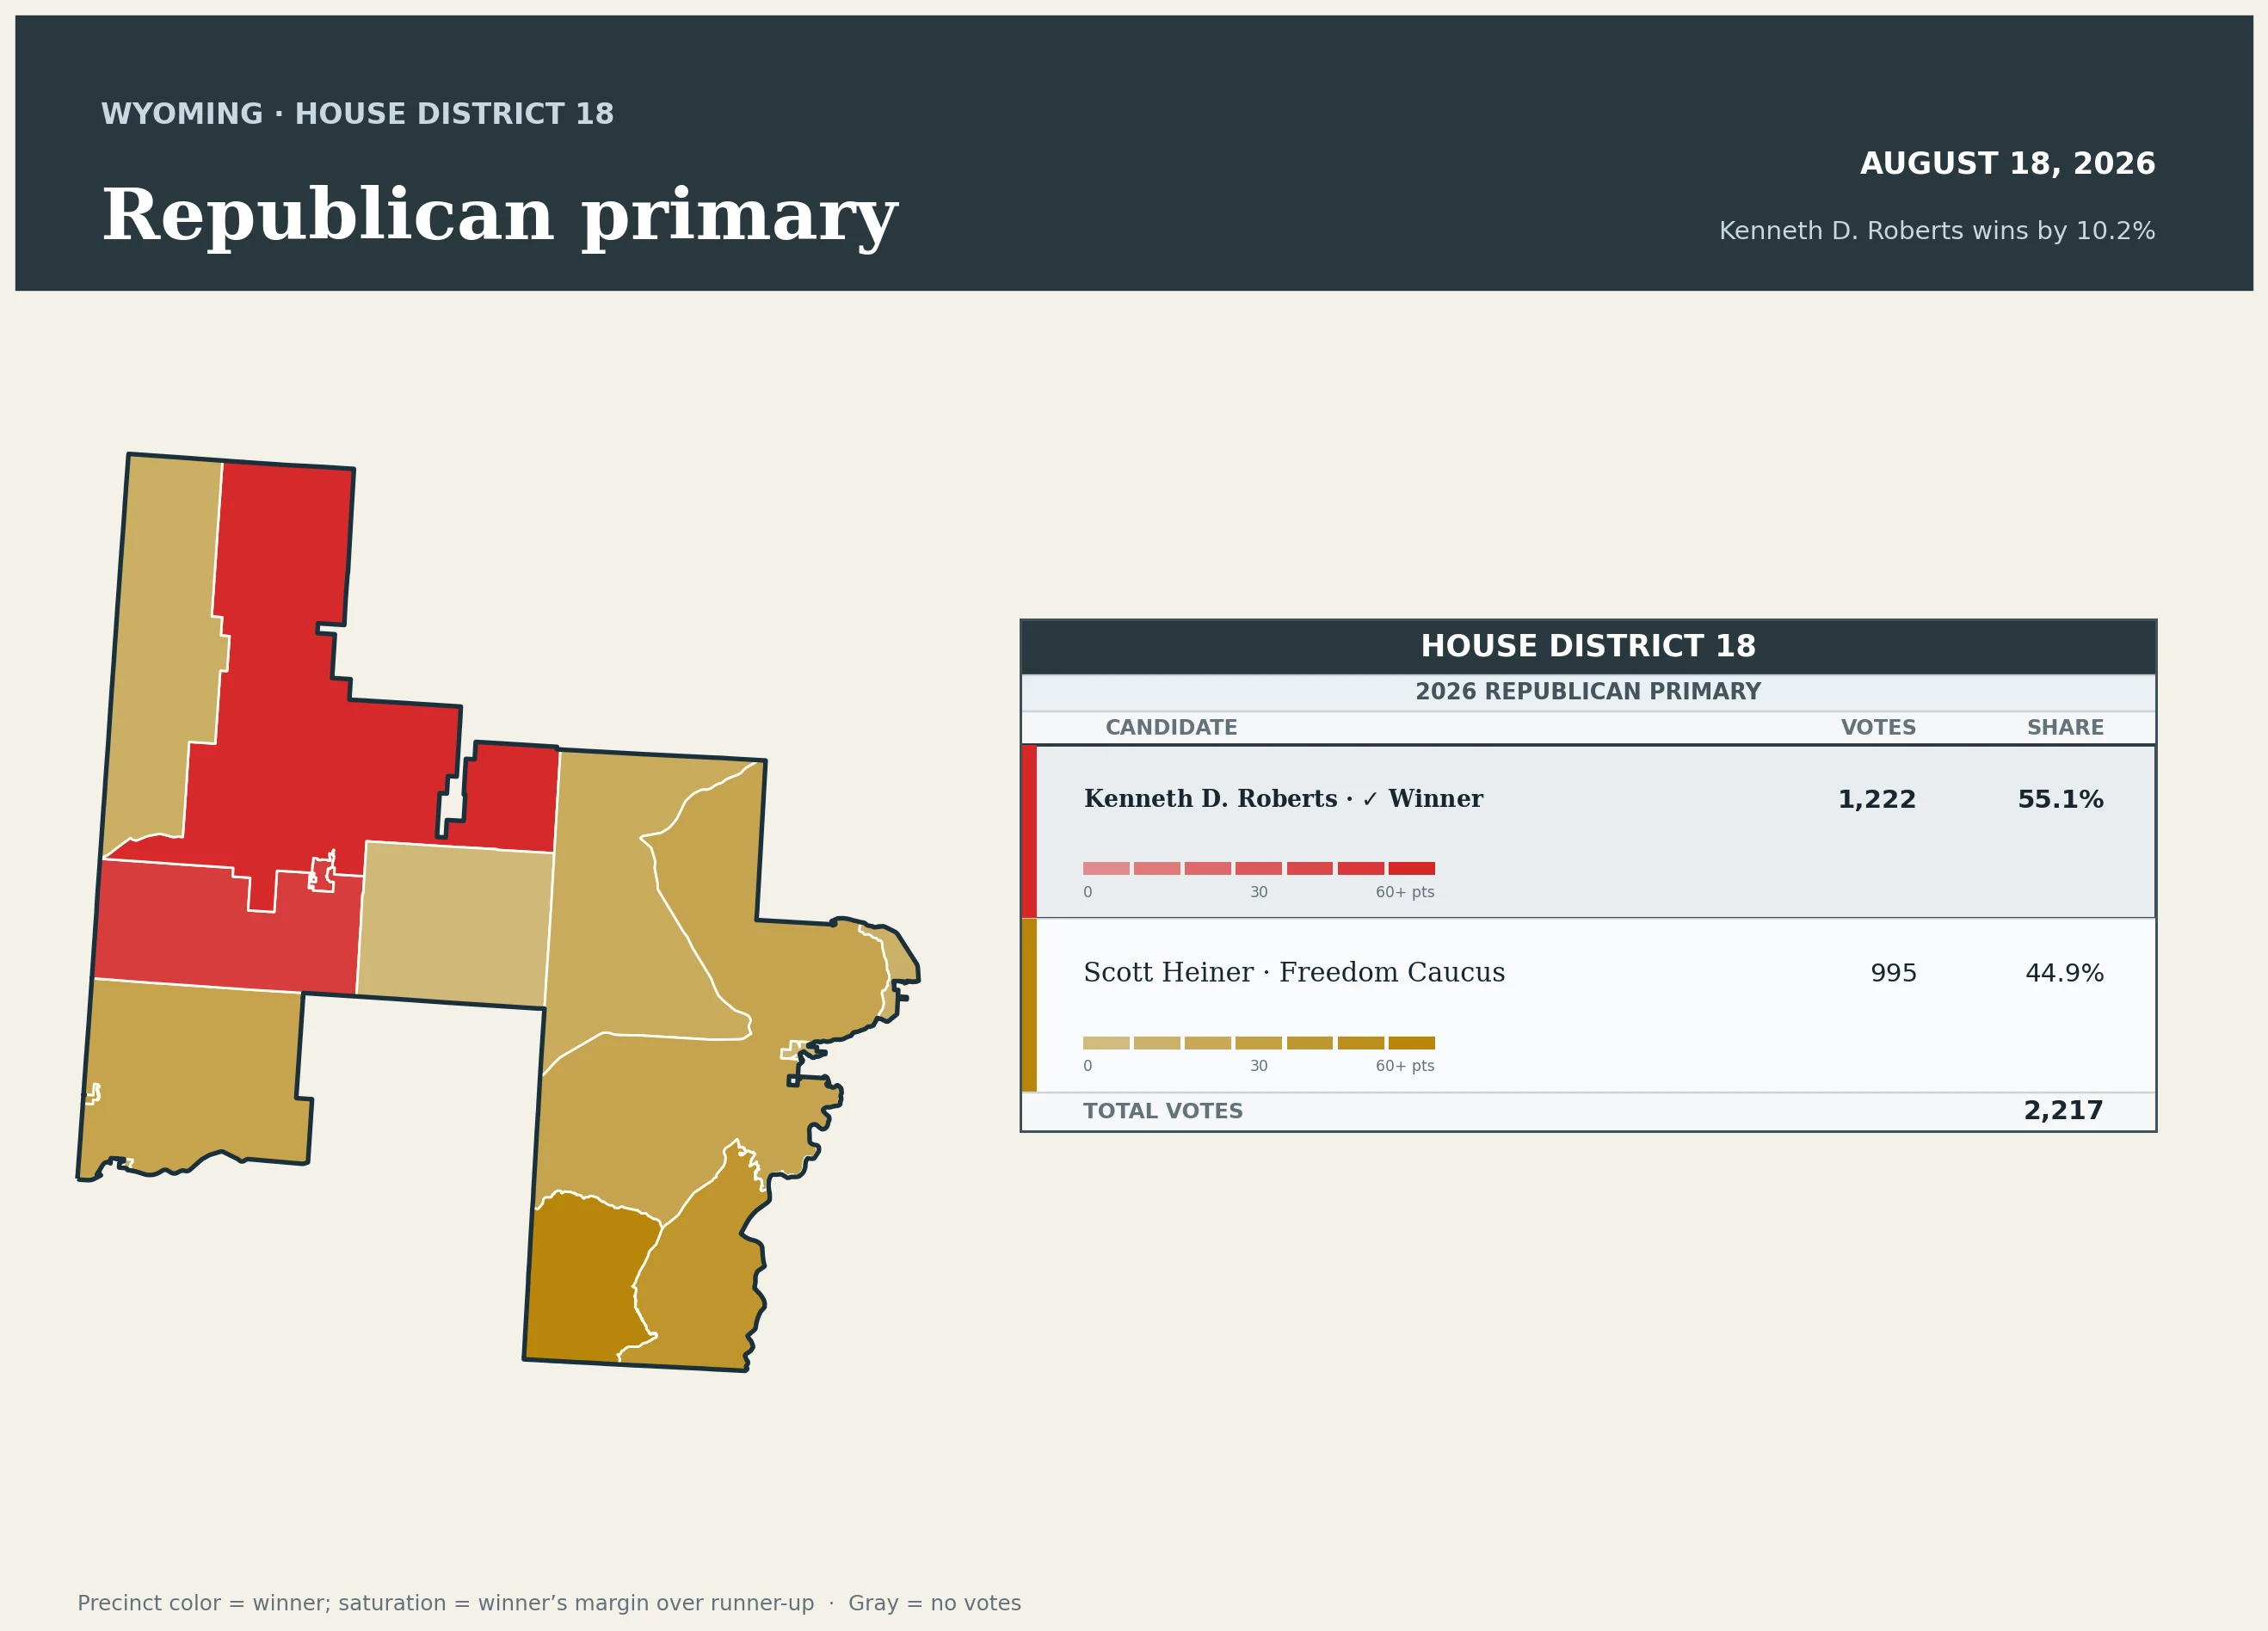 WYOMING · HOUSE DISTRICT 18
Republican primary
AUGUST 18, 2026
Kenneth D. Roberts wins by 10.2%
HOUSE DISTRICT 18
2026 REPUBLICAN PRIMARY
CANDIDATE VOTES SHARE
Kenneth D. Roberts · ✓ Winner 1,222 55.1%
0 30 60+ pts
Scott Heiner · Freedom Caucus 995 44.9%
0 30 60+ pts
TOTAL VOTES 2,217
Precinct color = winner; saturation = winner’s margin over runner-up · Gray = no votes